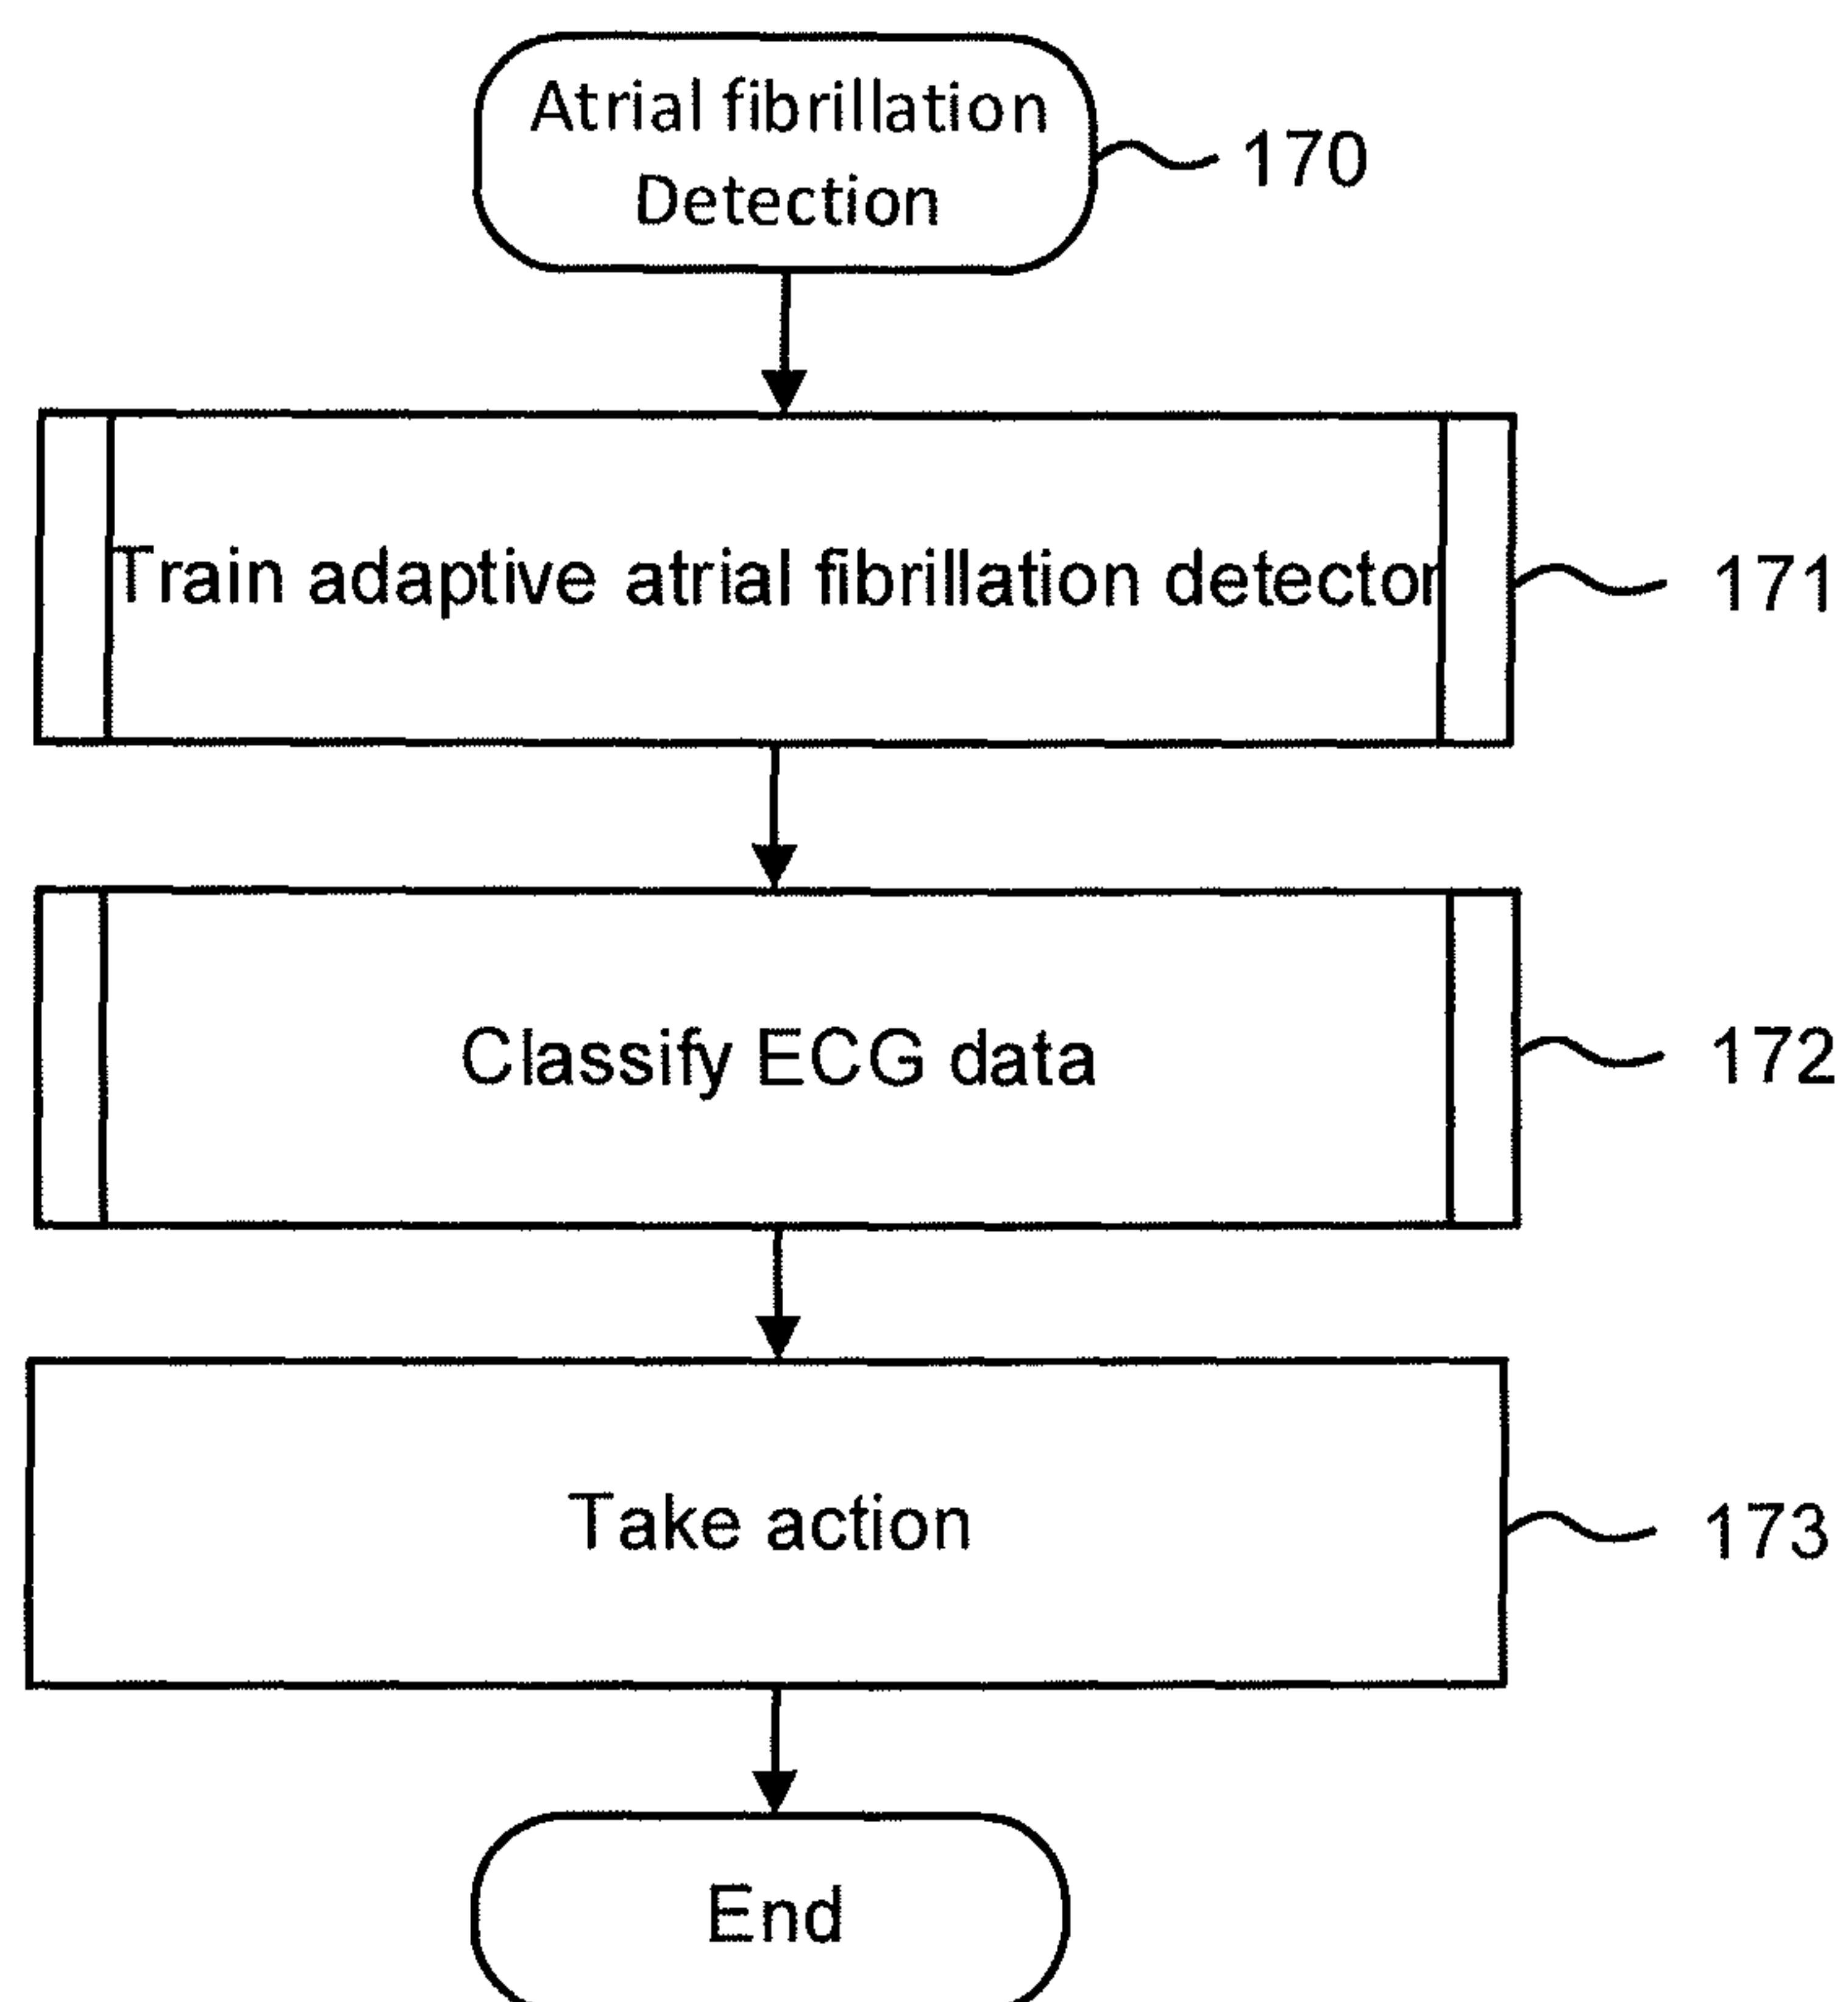 Atrial fibrillation
Detection
170
Train adaptive atrial fibrillation detector
171
Classify ECG data
172
Take action
173
End